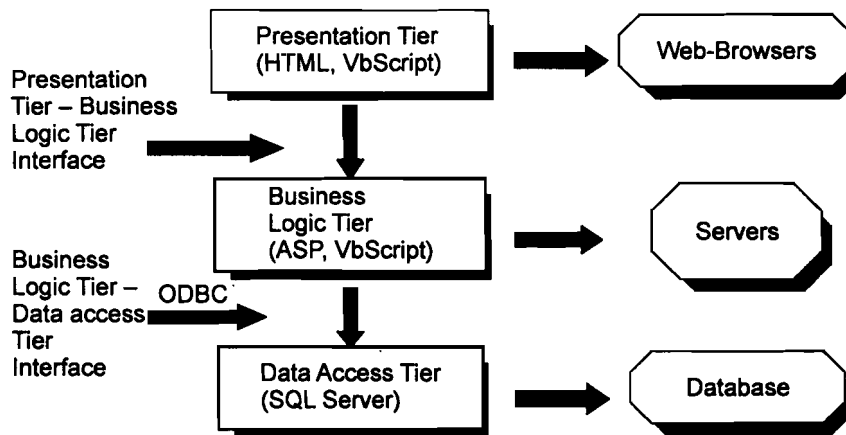 Presentation Tier
(HTML, VbScript)
Web-Browsers
Presentation
Tier – Business
Logic Tier
Interface
Business
Logic Tier
(ASP, VbScript)
Servers
Business
Logic Tier –
Data access
Tier
Interface
ODBC
Data Access Tier
(SQL Server)
Database